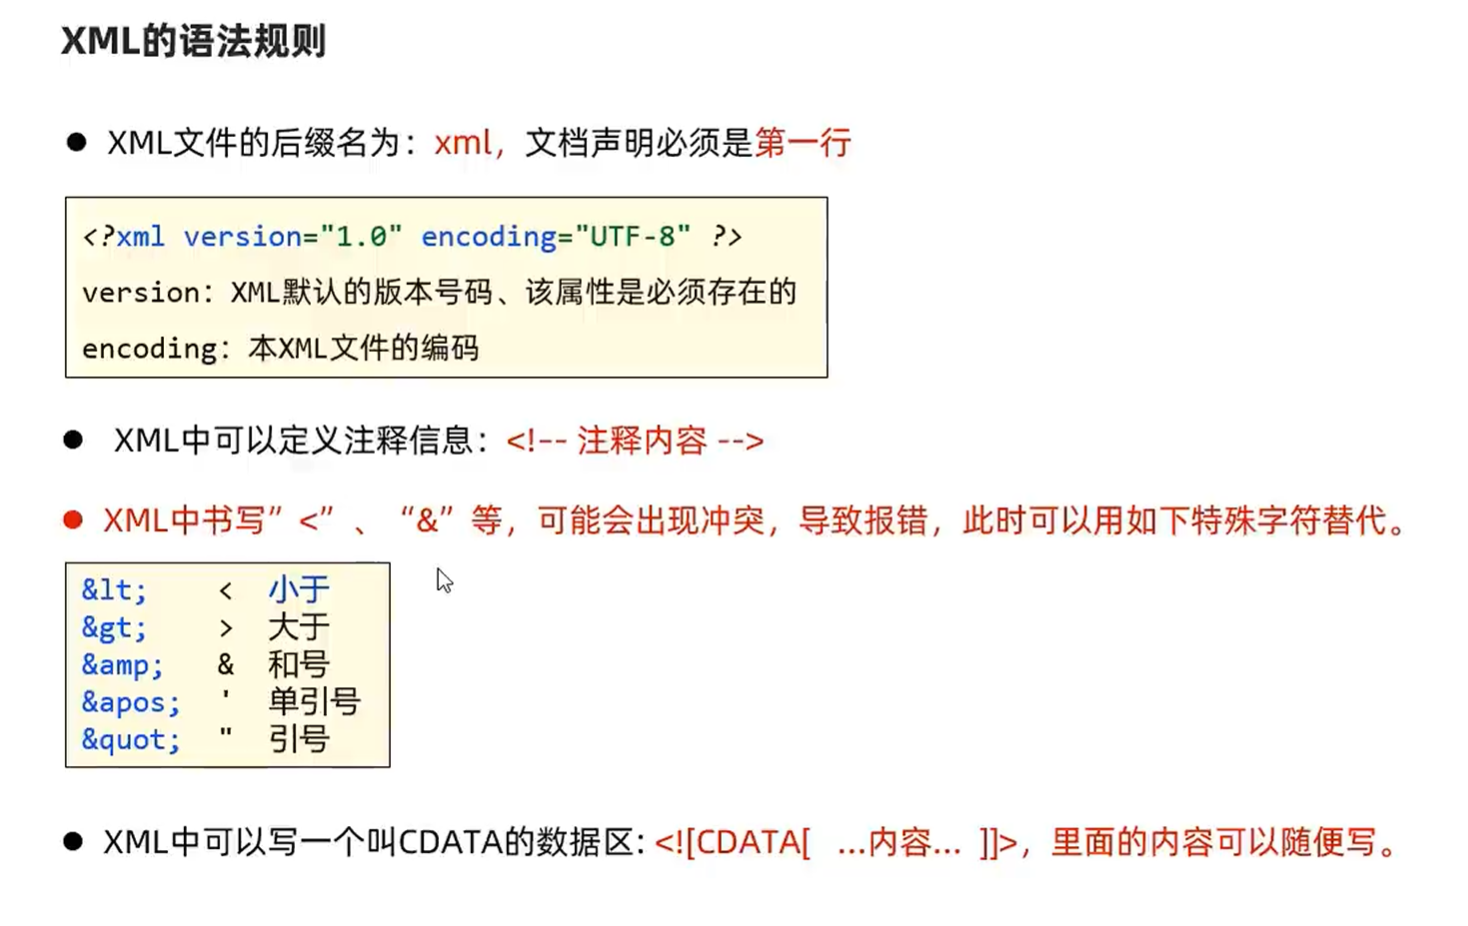 XML的语法规则
● XML文件的后缀名为：xml，文档声明必须是第一行
<?xml version="1.0" encoding="UTF-8" ?>
version：XML默认的版本号码、该属性是必须存在的
encoding：本XML文件的编码
● XML中可以定义注释信息：<!-- 注释内容 -->
● XML中书写”<”、“&”等，可能会出现冲突，导致报错，此时可以用如下特殊字符替代。
&lt; < 小于
&gt; > 大于
&amp; & 和号
&apos; ' 单引号
&quot; " 引号
● XML中可以写一个叫CDATA的数据区: <![CDATA[ ...内容... ]]>，里面的内容可以随便写。